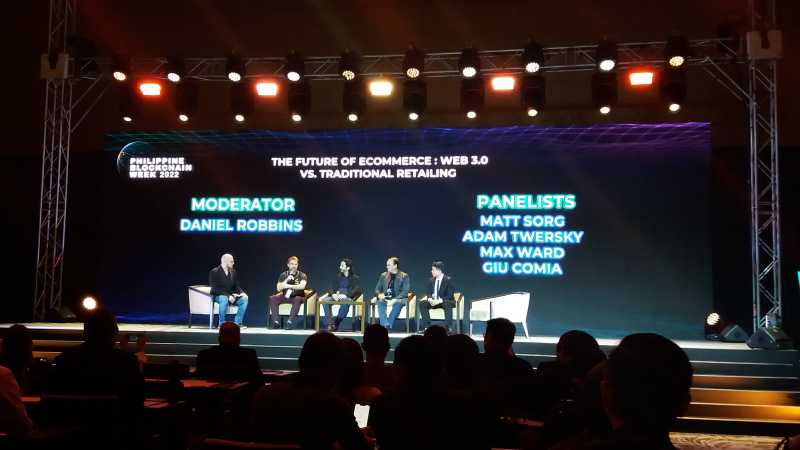 PHILIPPINE
BLOCKCHAIN
WEEK 2022
THE FUTURE OF ECOMMERCE : WEB 3.0
VS. TRADITIONAL RETAILING
MODERATOR
DANIEL ROBBINS
PANELISTS
MATT SORG
ADAM TWERSKY
MAX WARD
GIU COMIA